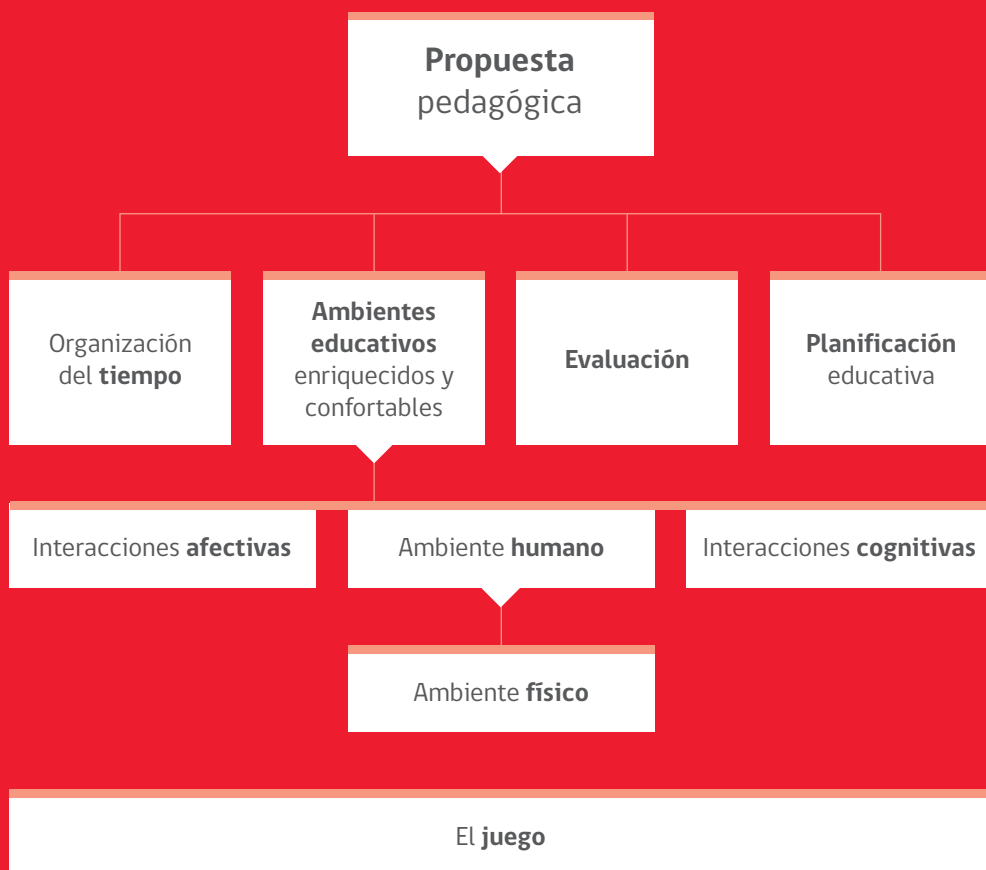 Propuesta
pedagógica
Organización
del tiempo
Ambientes
educativos
enriquecidos y
confortables
Evaluación
Planificación
educativa
Interacciones afectivas
Ambiente humano
Interacciones cognitivas
Ambiente físico
El juego